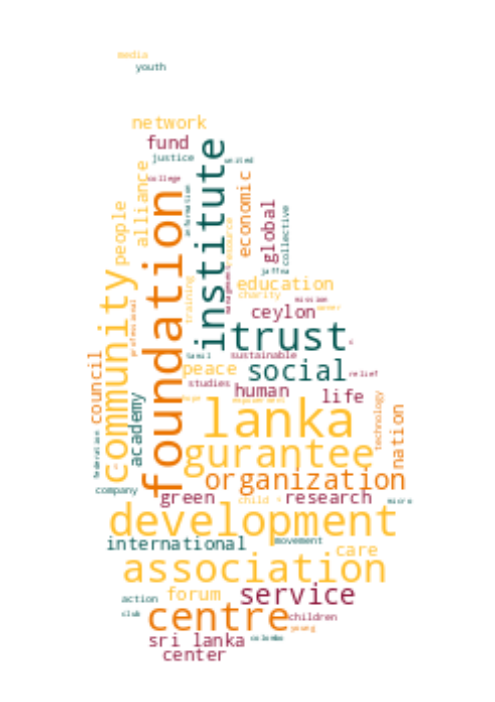 media
youth
network
fund
justice
united
college
alliance
institute
information
economic
foundation
people
global
collective
resource
management
jaffna
education
training
charity
mission
community
professional
ceylon
trust
tamil
sustainable
peace
social
relief
studies
human
council
life
hope
empowerment
lanka
technology
nation
academy
federation
gurantee
organization
company
green
child
research
micro
development
international
movement
care
association
service
action
forum
club
centre
children
young
sri lanka
colombo
center